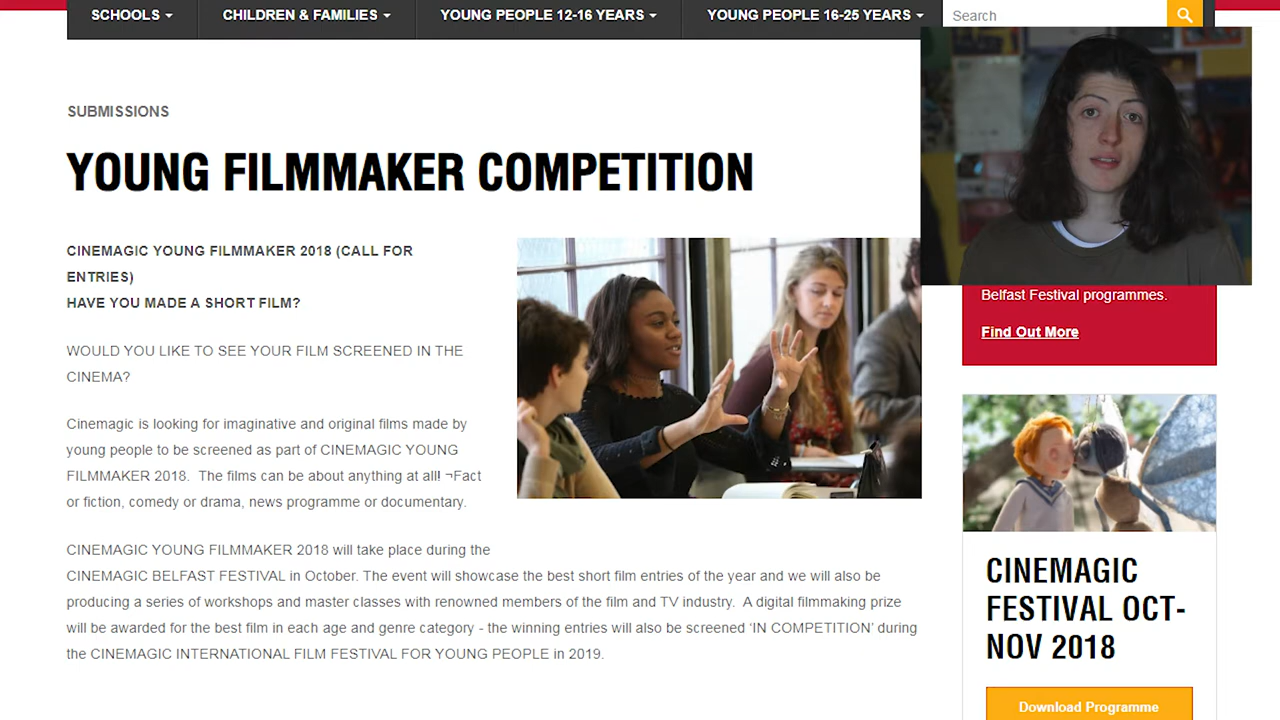 SCHOOLS CHILDREN & FAMILIES YOUNG PEOPLE 12-16 YEARS YOUNG PEOPLE 16-25 YEARS Search
SUBMISSIONS
YOUNG FILMMAKER COMPETITION
CINEMAGIC YOUNG FILMMAKER 2018 (CALL FOR
ENTRIES)
HAVE YOU MADE A SHORT FILM?
WOULD YOU LIKE TO SEE YOUR FILM SCREENED IN THE
CINEMA?
Cinemagic is looking for imaginative and original films made by
young people to be screened as part of CINEMAGIC YOUNG
FILMMAKER 2018. The films can be about anything at all! ¬Fact
or fiction, comedy or drama, news programme or documentary.
CINEMAGIC YOUNG FILMMAKER 2018 will take place during the
CINEMAGIC BELFAST FESTIVAL in October. The event will showcase the best short film entries of the year and we will also be
producing a series of workshops and master classes with renowned members of the film and TV industry. A digital filmmaking prize
will be awarded for the best film in each age and genre category - the winning entries will also be screened ‘IN COMPETITION’ during
the CINEMAGIC INTERNATIONAL FILM FESTIVAL FOR YOUNG PEOPLE in 2019.
Belfast Festival programmes.
Find Out More
CINEMAGIC
FESTIVAL OCT-
NOV 2018
Download Programme